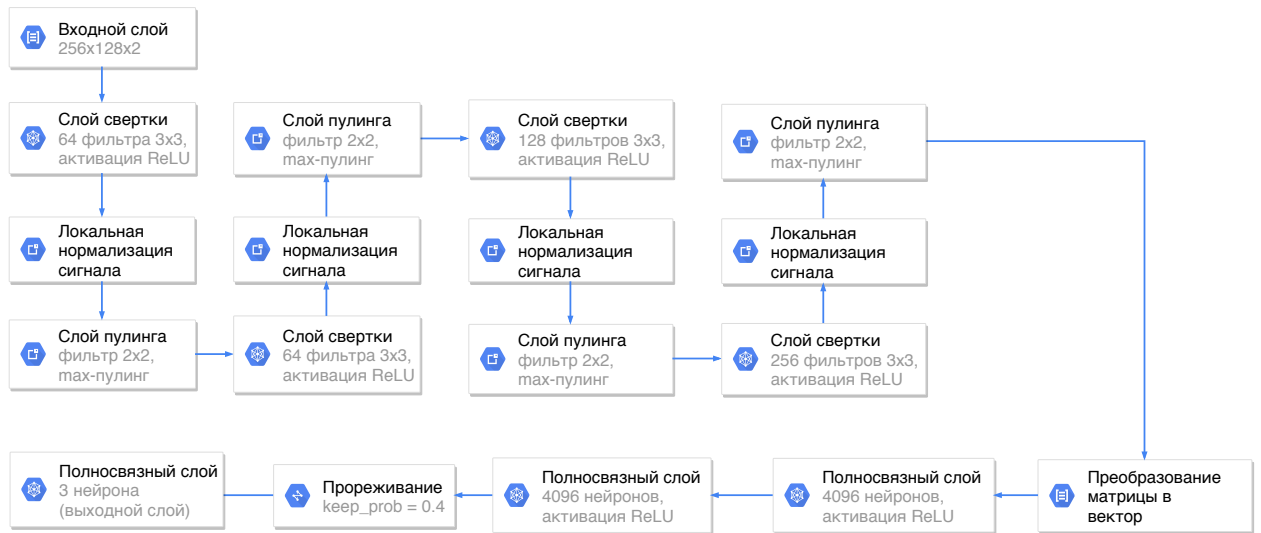 Входной слой
256x128x2
Слой свертки
64 фильтра 3x3,
активация ReLU
Локальная
нормализация
сигнала
Слой пулинга
фильтр 2x2,
max-пулинг
Слой свертки
64 фильтра 3x3,
активация ReLU
Локальная
нормализация
сигнала
Слой пулинга
фильтр 2x2,
max-пулинг
Слой свертки
128 фильтров 3x3,
активация ReLU
Локальная
нормализация
сигнала
Слой пулинга
фильтр 2x2,
max-пулинг
Слой свертки
256 фильтров 3x3,
активация ReLU
Локальная
нормализация
сигнала
Слой пулинга
фильтр 2x2,
max-пулинг
Преобразование
матрицы в
вектор
Полносвязный слой
4096 нейронов,
активация ReLU
Полносвязный слой
4096 нейронов,
активация ReLU
Прореживание
keep_prob = 0.4
Полносвязный слой
3 нейрона
(выходной слой)